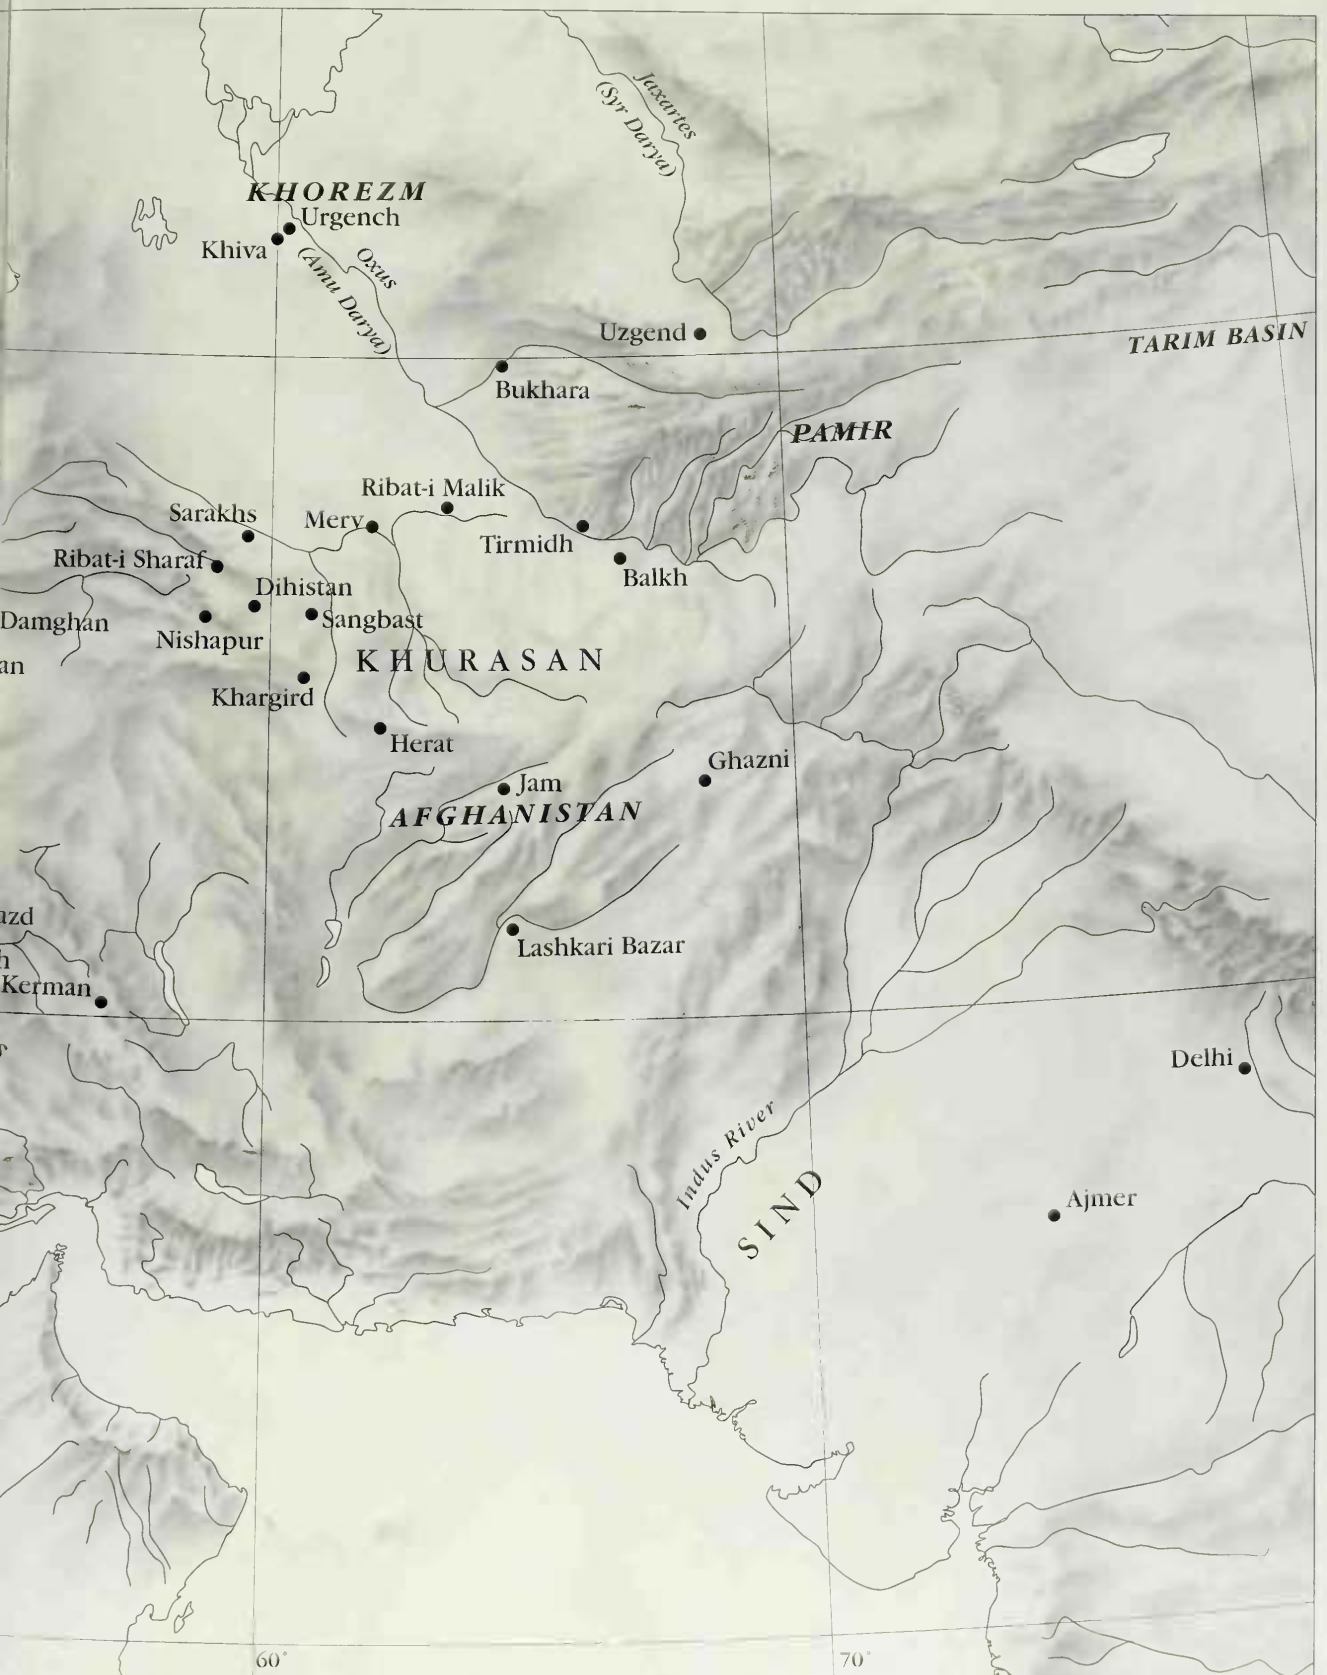 Jaxartes
(Syr Darya)
KHOREZM
Urgench
Khiva
Oxus
(Amu Darya)
Uzgend
TARIM BASIN
Bukhara
PAMIR
Ribat-i Malik
Sarakhs
Merv
Tirmidh
Ribat-i Sharaf
Balkh
Dihistan
Damghan
Sangbast
Nishapur
an
KHURASAN
Khargird
Herat
Ghazni
Jam
AFGHANISTAN
azd
Lashkari Bazar
h
Kerman
Delhi
Indus River
SIND
Ajmer
60°
70°